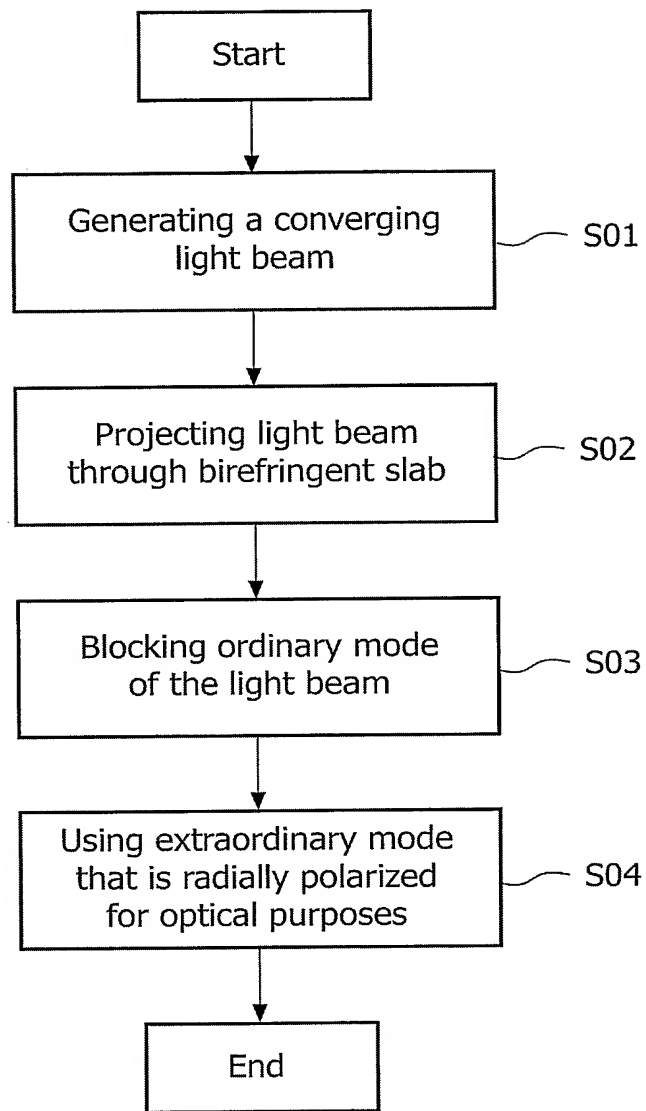 Start
Generating a converging
light beam
S01
Projecting light beam
through birefringent slab
S02
Blocking ordinary mode
of the light beam
S03
Using extraordinary mode
that is radially polarized
for optical purposes
S04
End